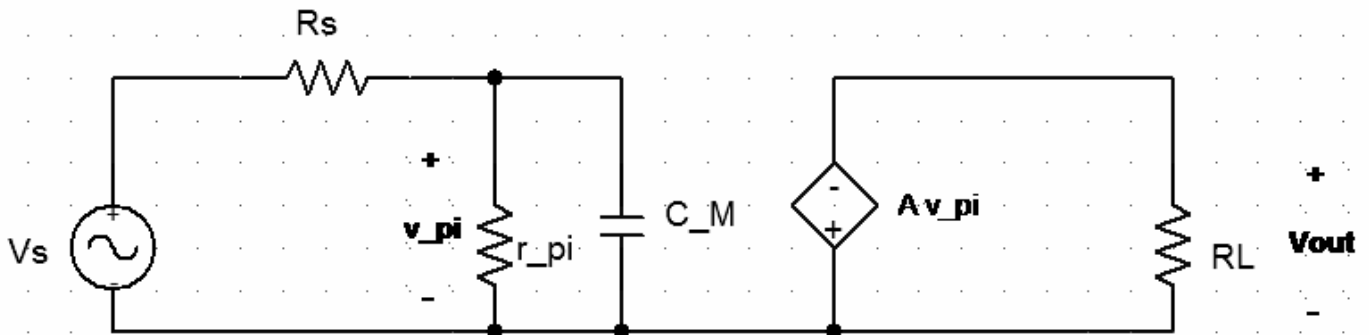 Rs
+
-
+
v_pi
-
r_pi
C_M
-
+
A v_pi
RL
+
Vout
-
Vs